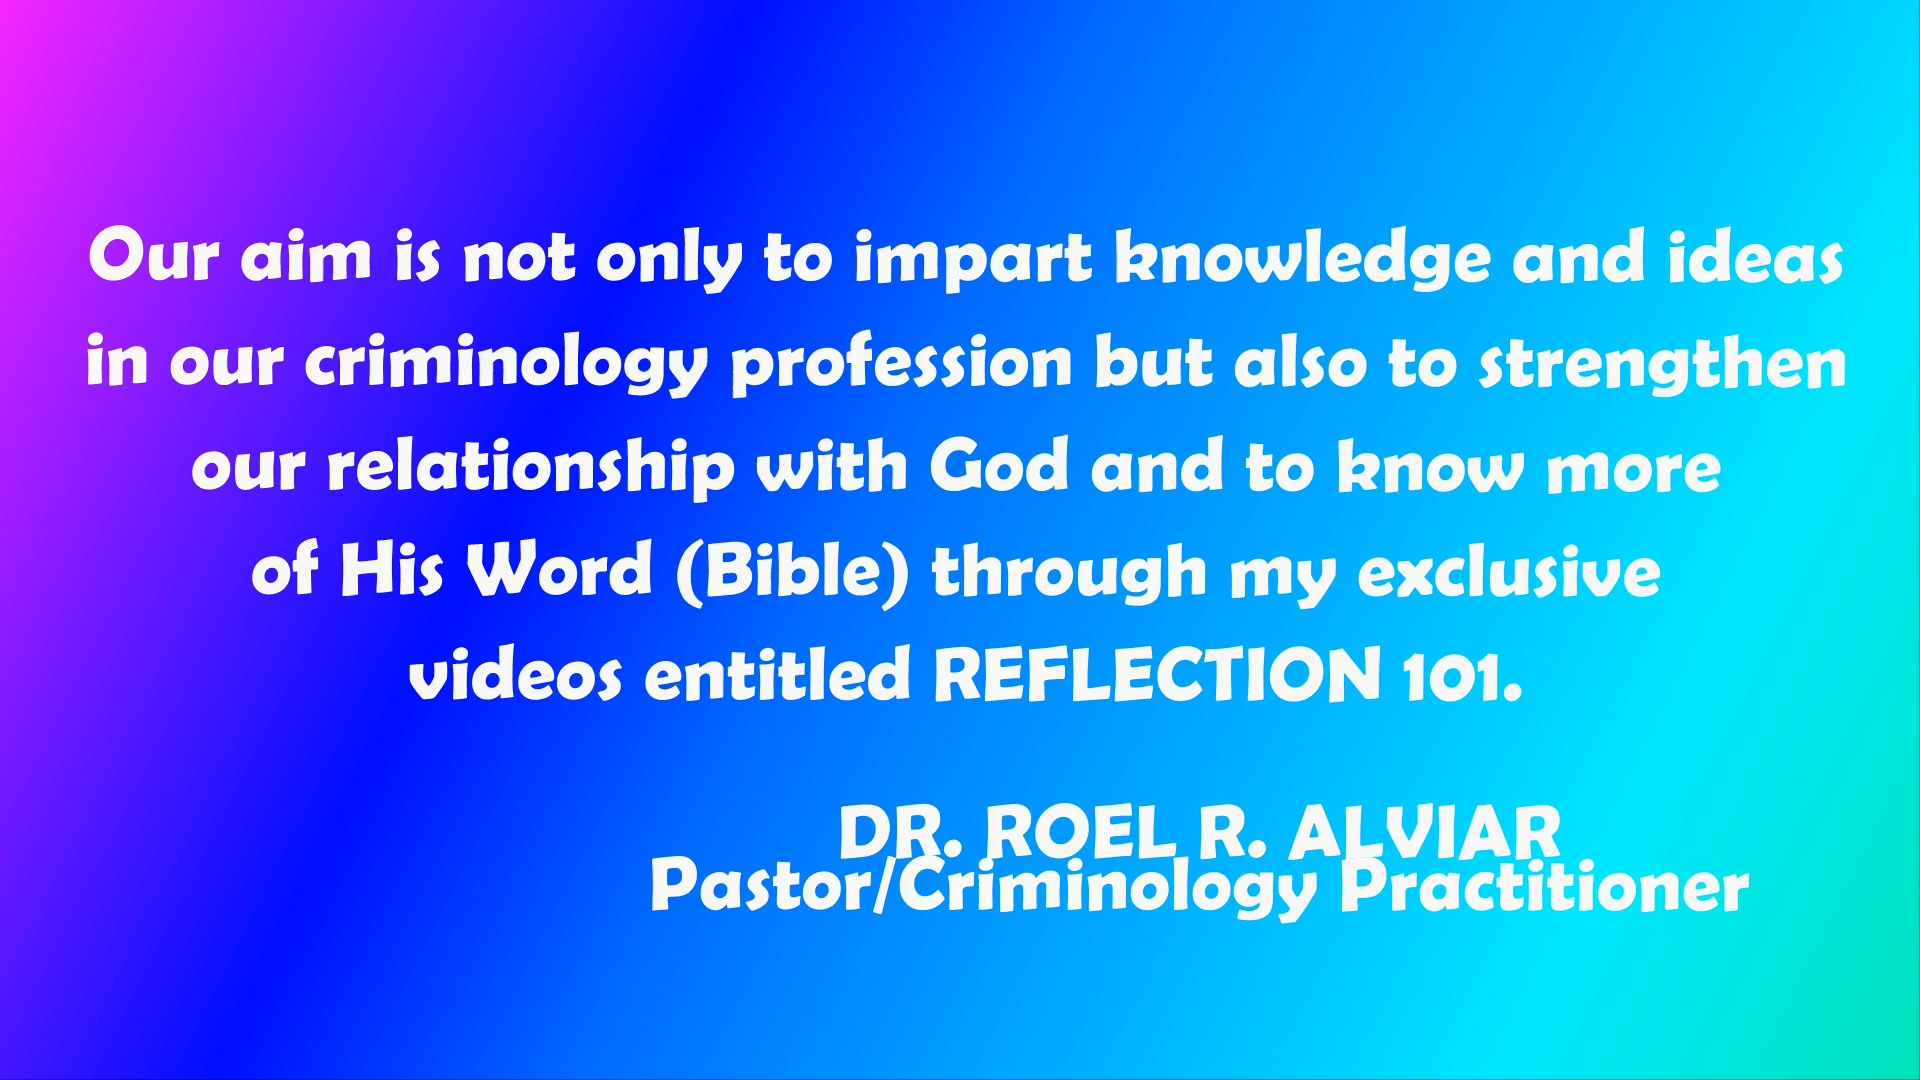 Our aim is not only to impart knowledge and ideas
in our criminology profession but also to strengthen
our relationship with God and to know more
of His Word (Bible) through my exclusive
videos entitled REFLECTION 101.
DR. ROEL R. ALVIAR
Pastor/Criminology Practitioner